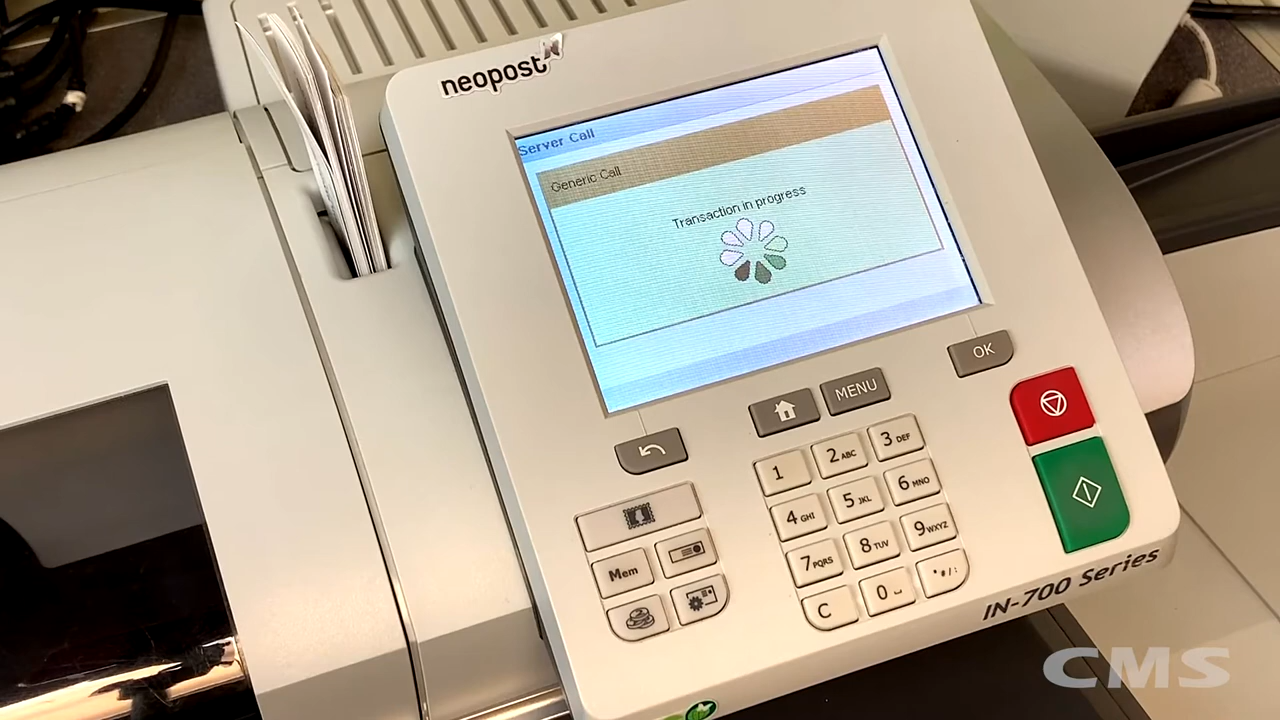 neopost
Server Call
Generic Call
Transaction in progress
OK
MENU
1
2 ABC
3 DEF
4 GHI
5 JKL
6 MNO
7 PQRS
8 TUV
9 WXYZ
C
0
*#/:
Mem
IN-700 Series
CMS